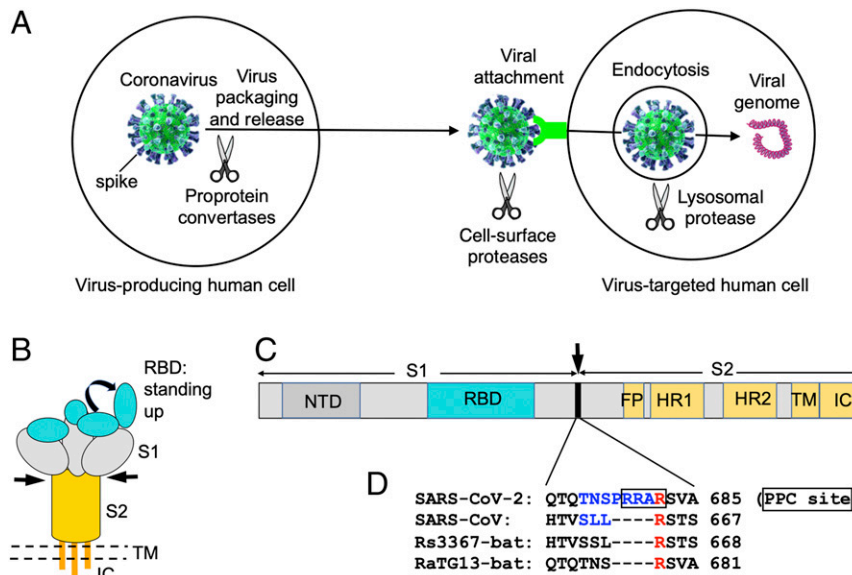 A
Coronavirus
Virus
packaging
and release
spike
Proprotein
convertases
Virus-producing human cell
Viral
attachment
Cell-surface
proteases
Endocytosis
Viral
genome
Lysosomal
protease
Virus-targeted human cell
B
RBD:
standing
up
S1
S2
TM
IC
C
S1
S2
NTD
RBD
FP
HR1
HR2
TM
IC
D
SARS-CoV-2: QTQTNSPRRARSVA 685 (PPC site
SARS-CoV: HTVSLL----RSTS 667
Rs3367-bat: HTVSSL----RSTS 668
RaTG13-bat: QTQTNS----RSVA 681